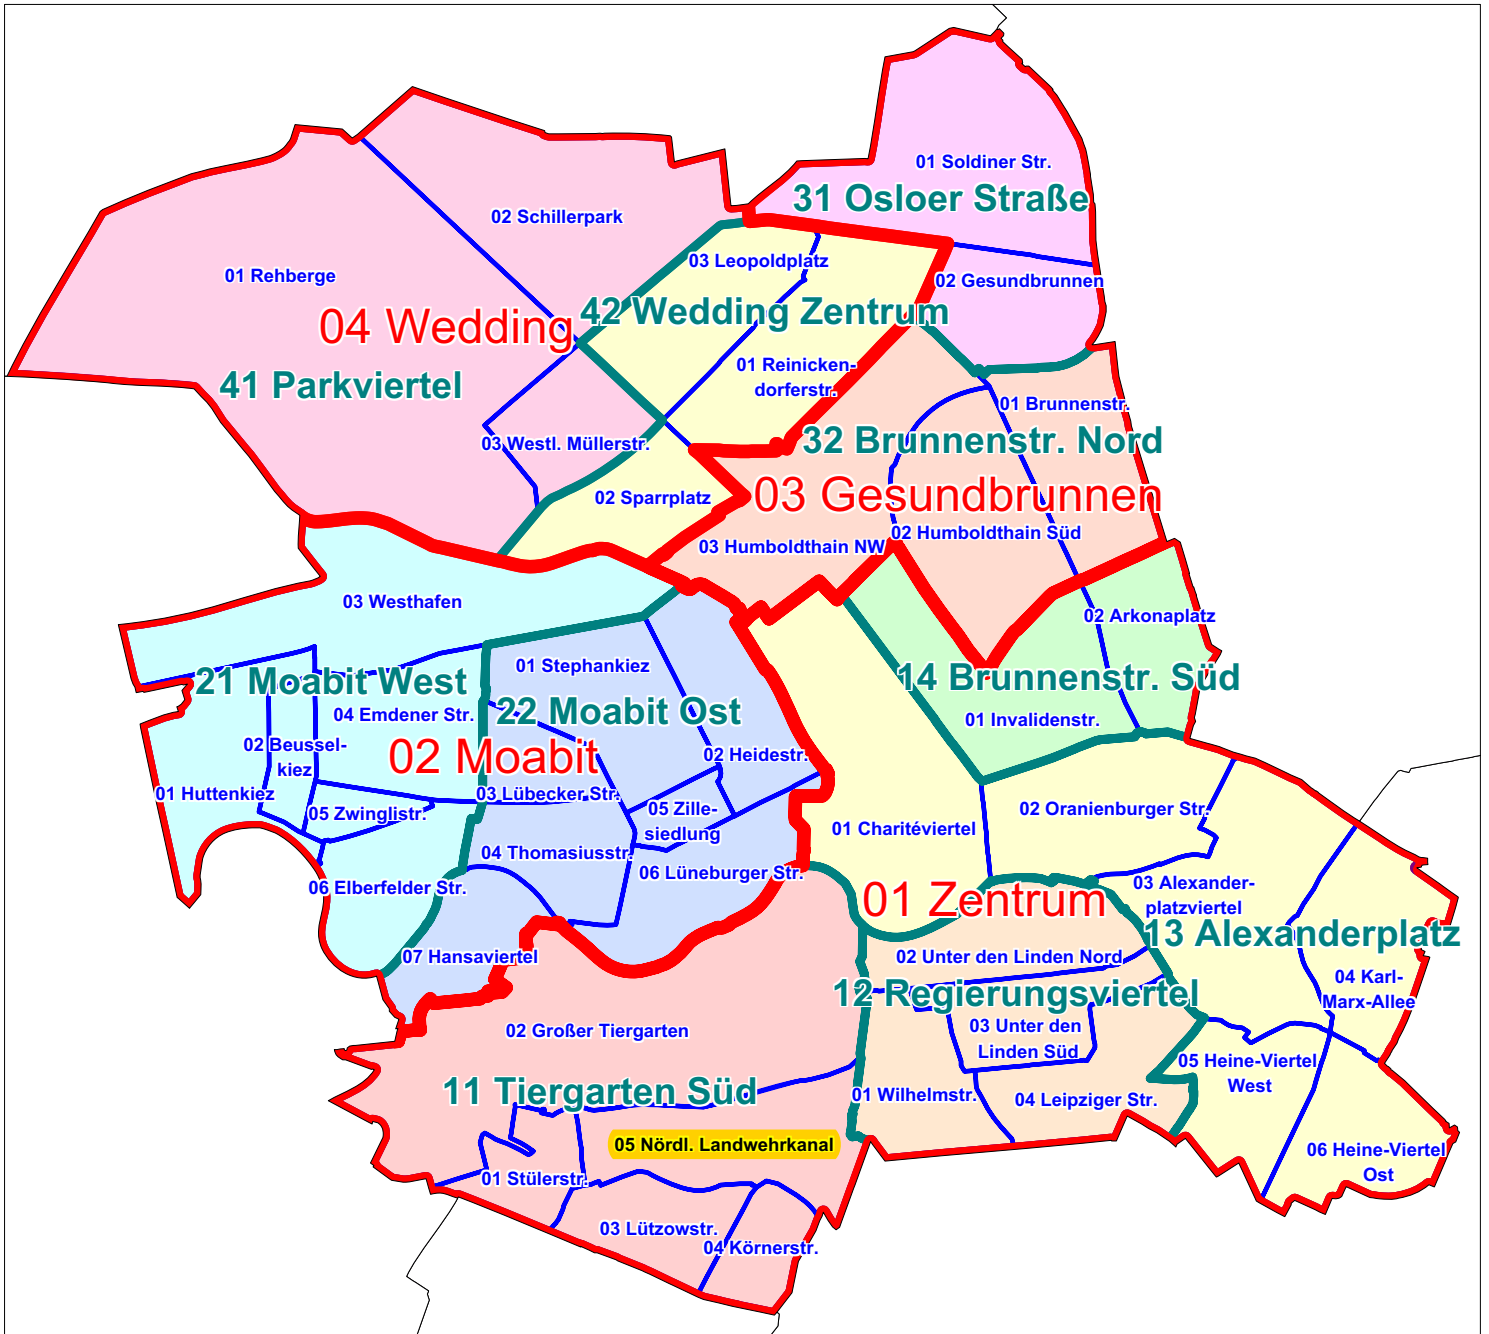 01 Soldiner Str.
31 Osloer Straße
02 Schillerpark
03 Leopoldplatz
01 Rehberge
02 Gesundbrunnen
42 Wedding Zentrum
04 Wedding
01 Reinicken-
dorferstr.
41 Parkviertel
01 Brunnenstr.
03 Westl. Müllerstr.
32 Brunnenstr. Nord
02 Sparrplatz
03 Gesundbrunnen
02 Humboldthain Süd
03 Humboldthain NW
03 Westhafen
02 Arkonaplatz
01 Stephankiez
21 Moabit West
14 Brunnenstr. Süd
22 Moabit Ost
04 Emdener Str.
01 Invalidenstr.
02 Beussel-
kiez
02 Moabit
02 Heidestr.
01 Huttenkiez
03 Lübecker Str.
05 Zwinglistr.
05 Zille-
siedlung
02 Oranienburger Str.
01 Charitéviertel
04 Thomasiusstr.
06 Lüneburger Str.
06 Elberfelder Str.
03 Alexander-
platzviertel
01 Zentrum
13 Alexanderplatz
07 Hansaviertel
02 Unter den Linden Nord
04 Karl-
Marx-Allee
12 Regierungsviertel
02 Großer Tiergarten
03 Unter den
Linden Süd
05 Heine-Viertel
West
11 Tiergarten Süd
01 Wilhelmstr.
04 Leipziger Str.
05 Nördl. Landwehrkanal
06 Heine-Viertel
Ost
01 Stülerstr.
03 Lützowstr.
04 Körnerstr.